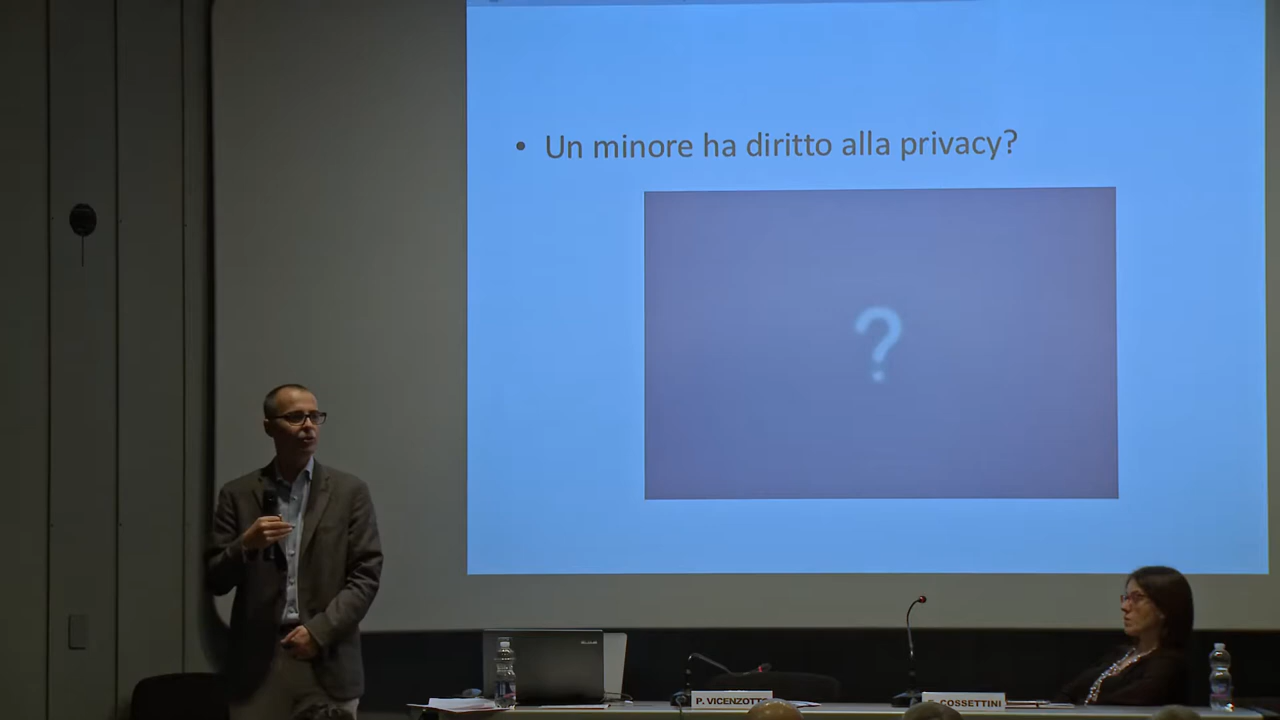 • Un minore ha diritto alla privacy?
?
P. VICENZOTTO
COSSETTINI